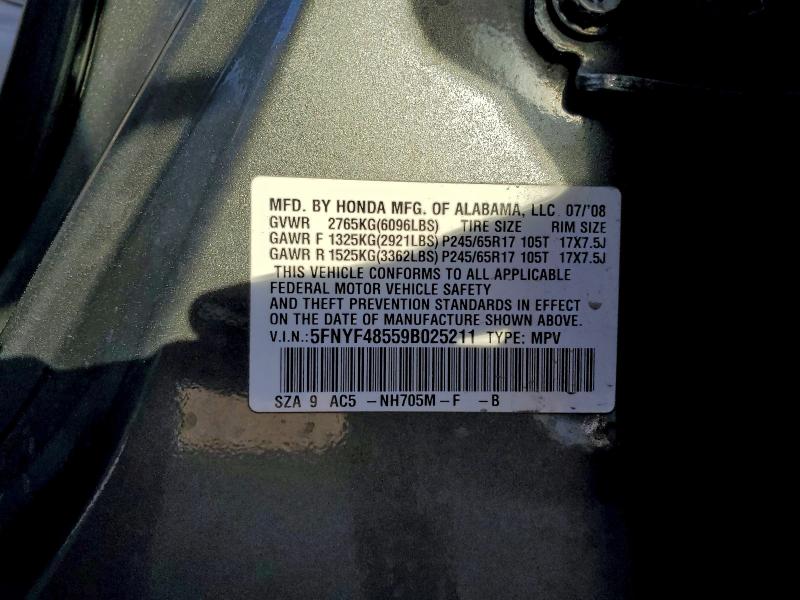 MFD. BY HONDA MFG. OF ALABAMA, LLC 07/'08
GVWR 2765KG(6096LBS) TIRE SIZE RIM SIZE
GAWR F 1325KG(2921LBS) P245/65R17 105T 17X7.5J
GAWR R 1525KG(3362LBS) P245/65R17 105T 17X7.5J
THIS VEHICLE CONFORMS TO ALL APPLICABLE
FEDERAL MOTOR VEHICLE SAFETY
AND THEFT PREVENTION STANDARDS IN EFFECT
ON THE DATE OF MANUFACTURE SHOWN ABOVE.
V.I.N.:5FNYF48559B025211 TYPE: MPV
SZA 9 AC5 -NH705M-F -B